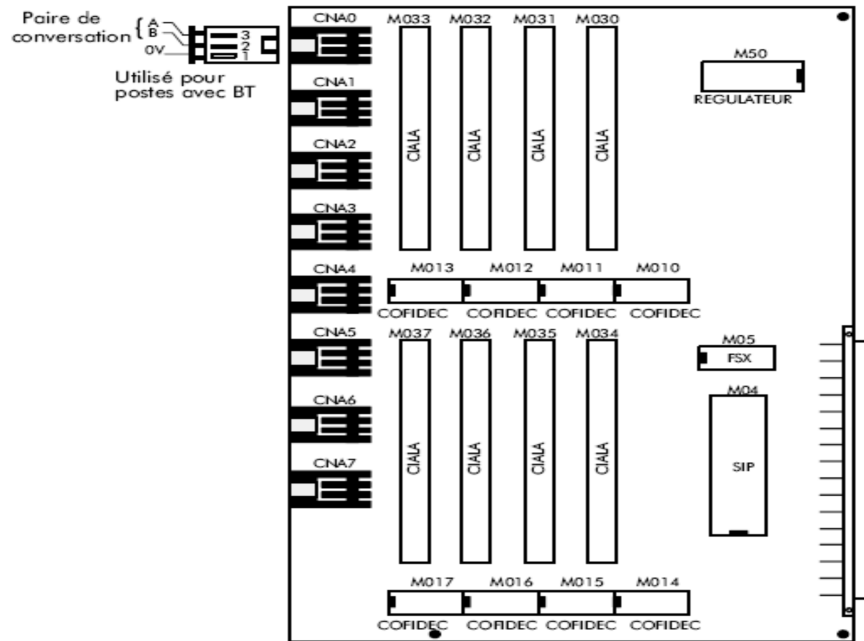 Paire de
conversation
A
B
0V
3
2
1
Utilisé pour
postes avec BT
CNA0
CNA1
CNA2
CNA3
CNA4
CNA5
CNA6
CNA7
M033 M032 M031 M030
CIALA CIALA CIALA CIALA
M50
REGULATEUR
M013 M012 M011 M010
COFIDEC COFIDEC COFIDEC COFIDEC
M037 M036 M035 M034
CIALA CIALA CIALA CIALA
M05
FSX
M04
SIP
M017 M016 M015 M014
COFIDEC COFIDEC COFIDEC COFIDEC